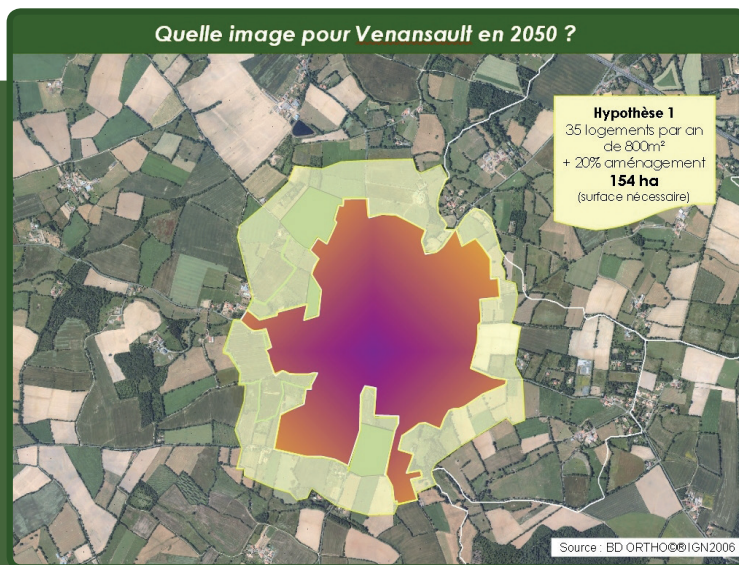 Quelle image pour Venansault en 2050 ?
Hypothèse 1
35 logements par an
de 800m²
+ 20% aménagement
154 ha
(surface nécessaire)
Source : BD ORTHO©®IGN2006